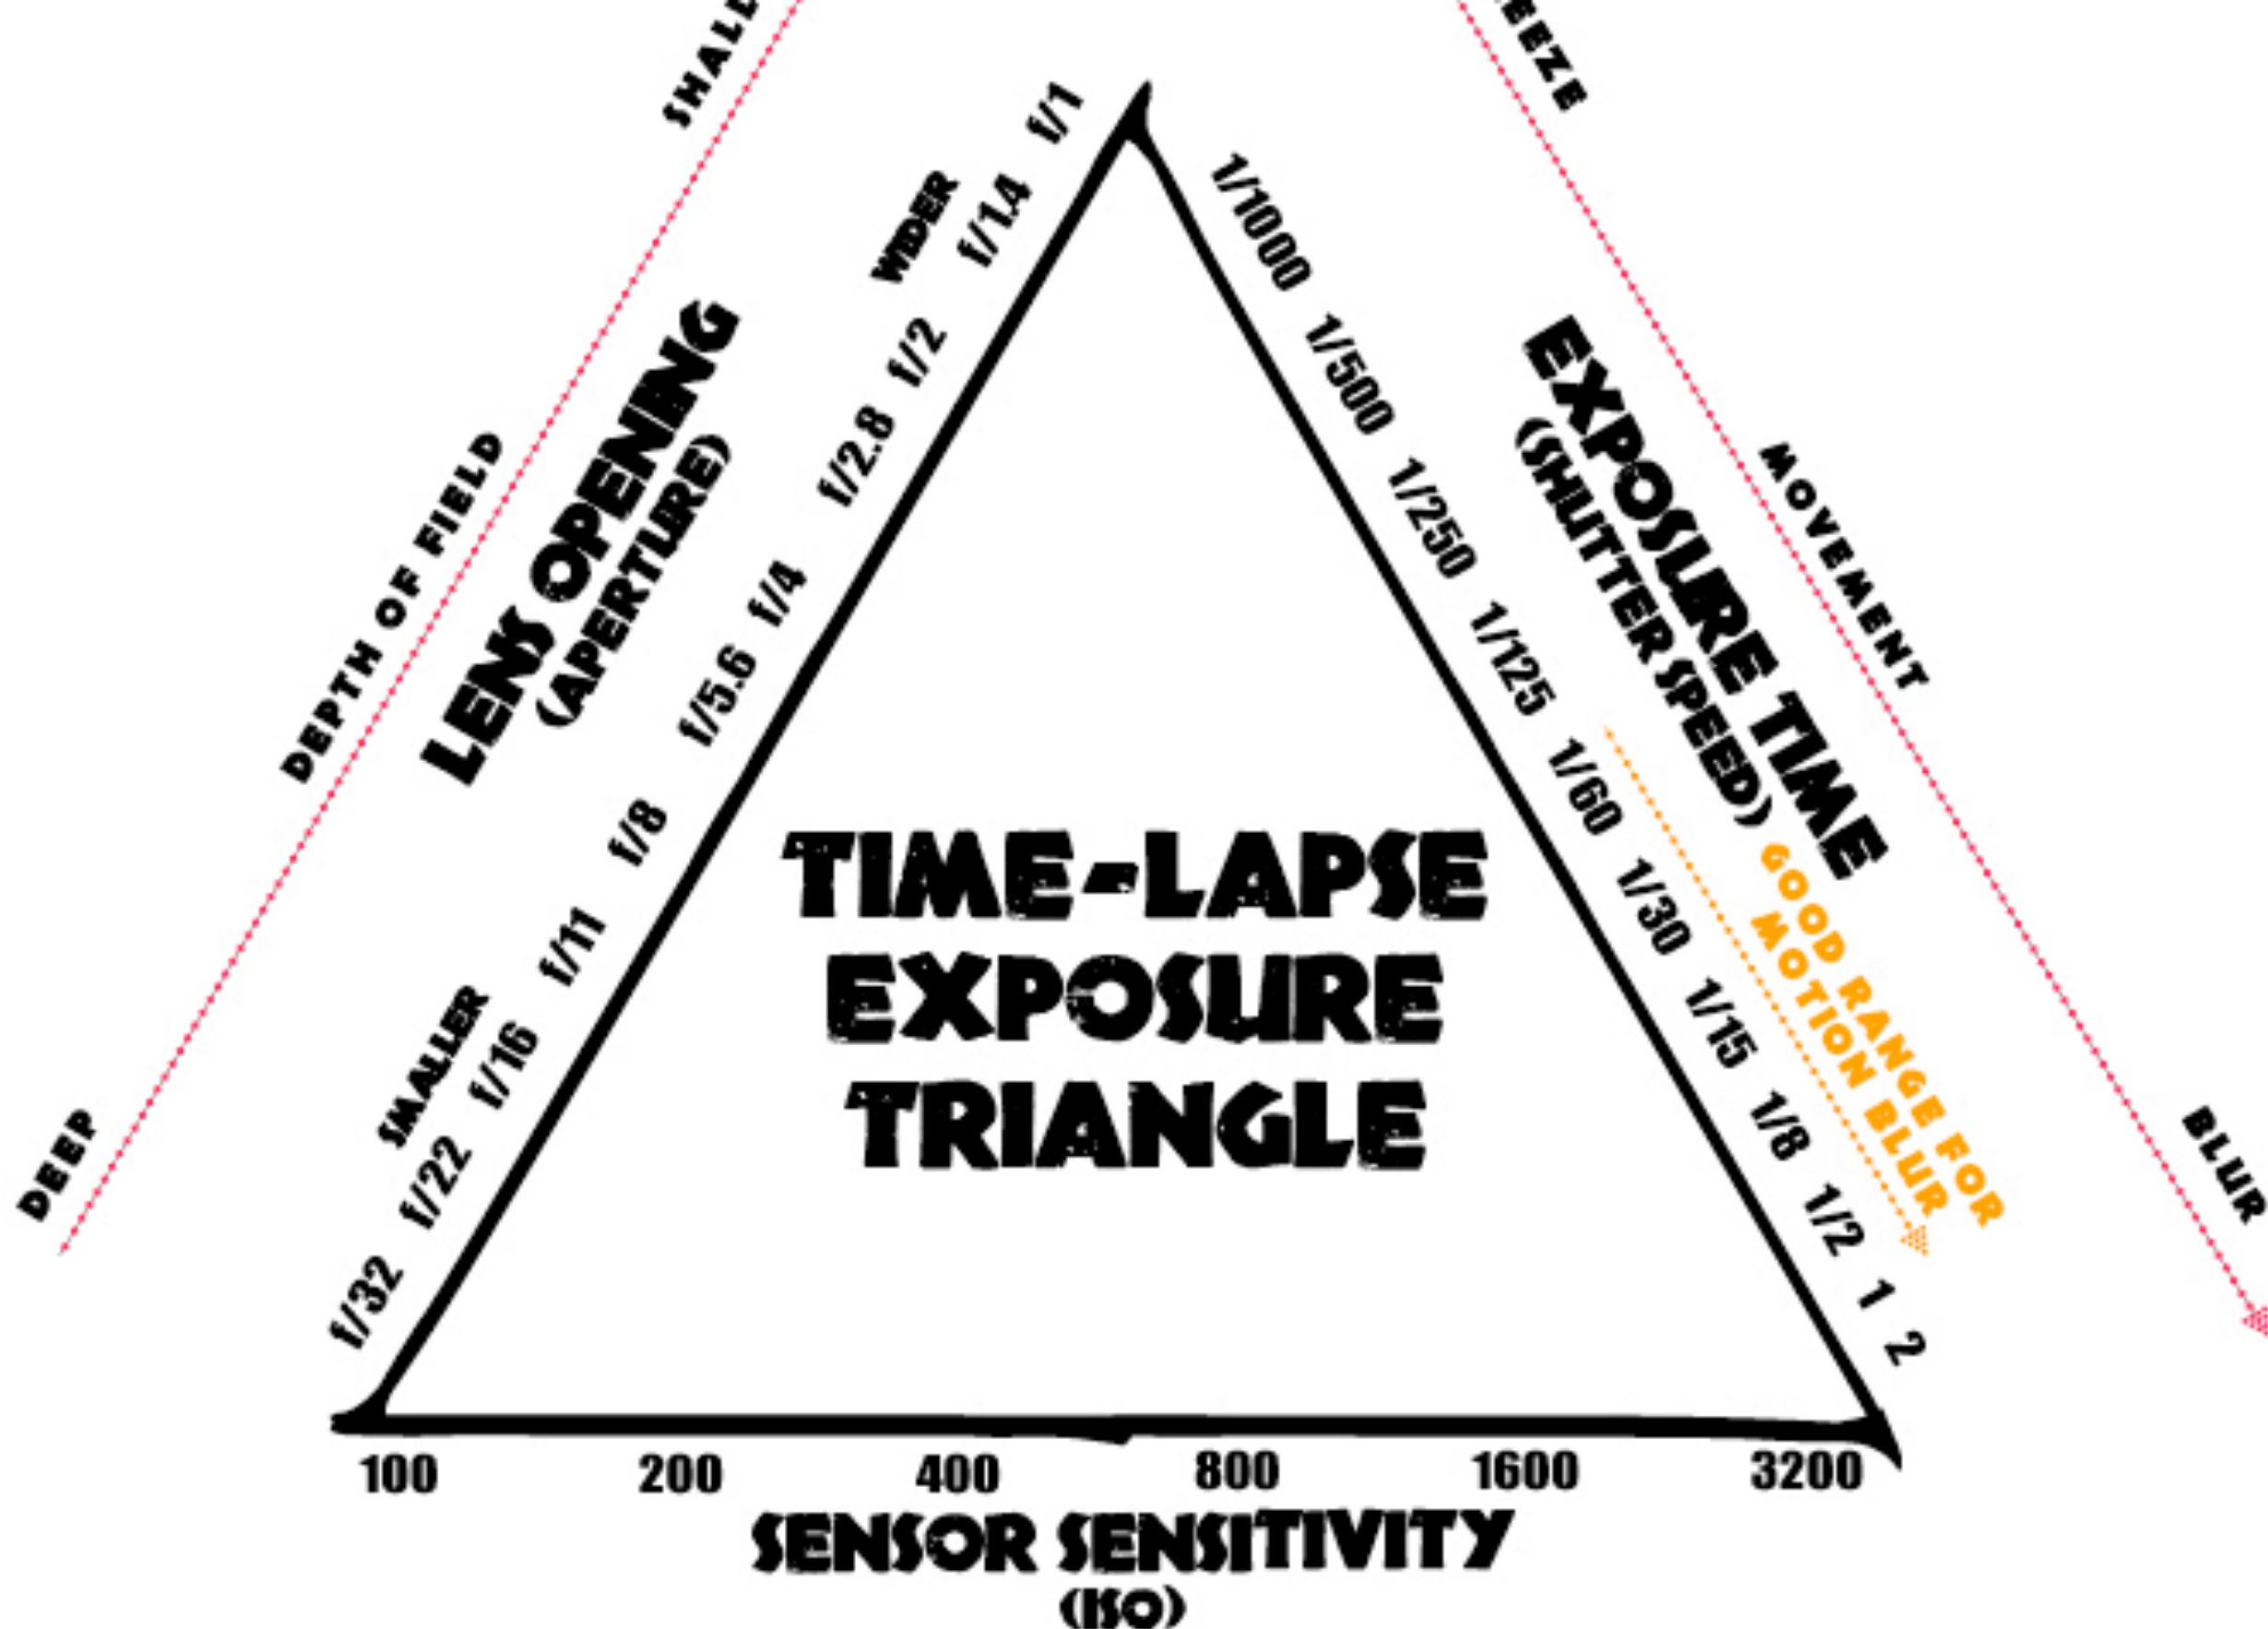 DEPTH OF FIELD
DEEP
LENS OPENING
(APERTURE)
WIDER
SMALLER
f/1
f/1.4
f/2
f/2.8
f/4
f/5.6
f/8
f/11
f/16
f/22
f/32
1/1000
1/500
1/250
1/125
1/60
1/30
1/15
1/8
1/2
1
2
EXPOSURE TIME
(SHUTTER SPEED)
GOOD RANGE FOR
MOTION BLUR
MOVEMENT
BLUR
TIME-LAPSE
EXPOSURE
TRIANGLE
100 200 400 800 1600 3200
SENSOR SENSITIVITY
(ISO)